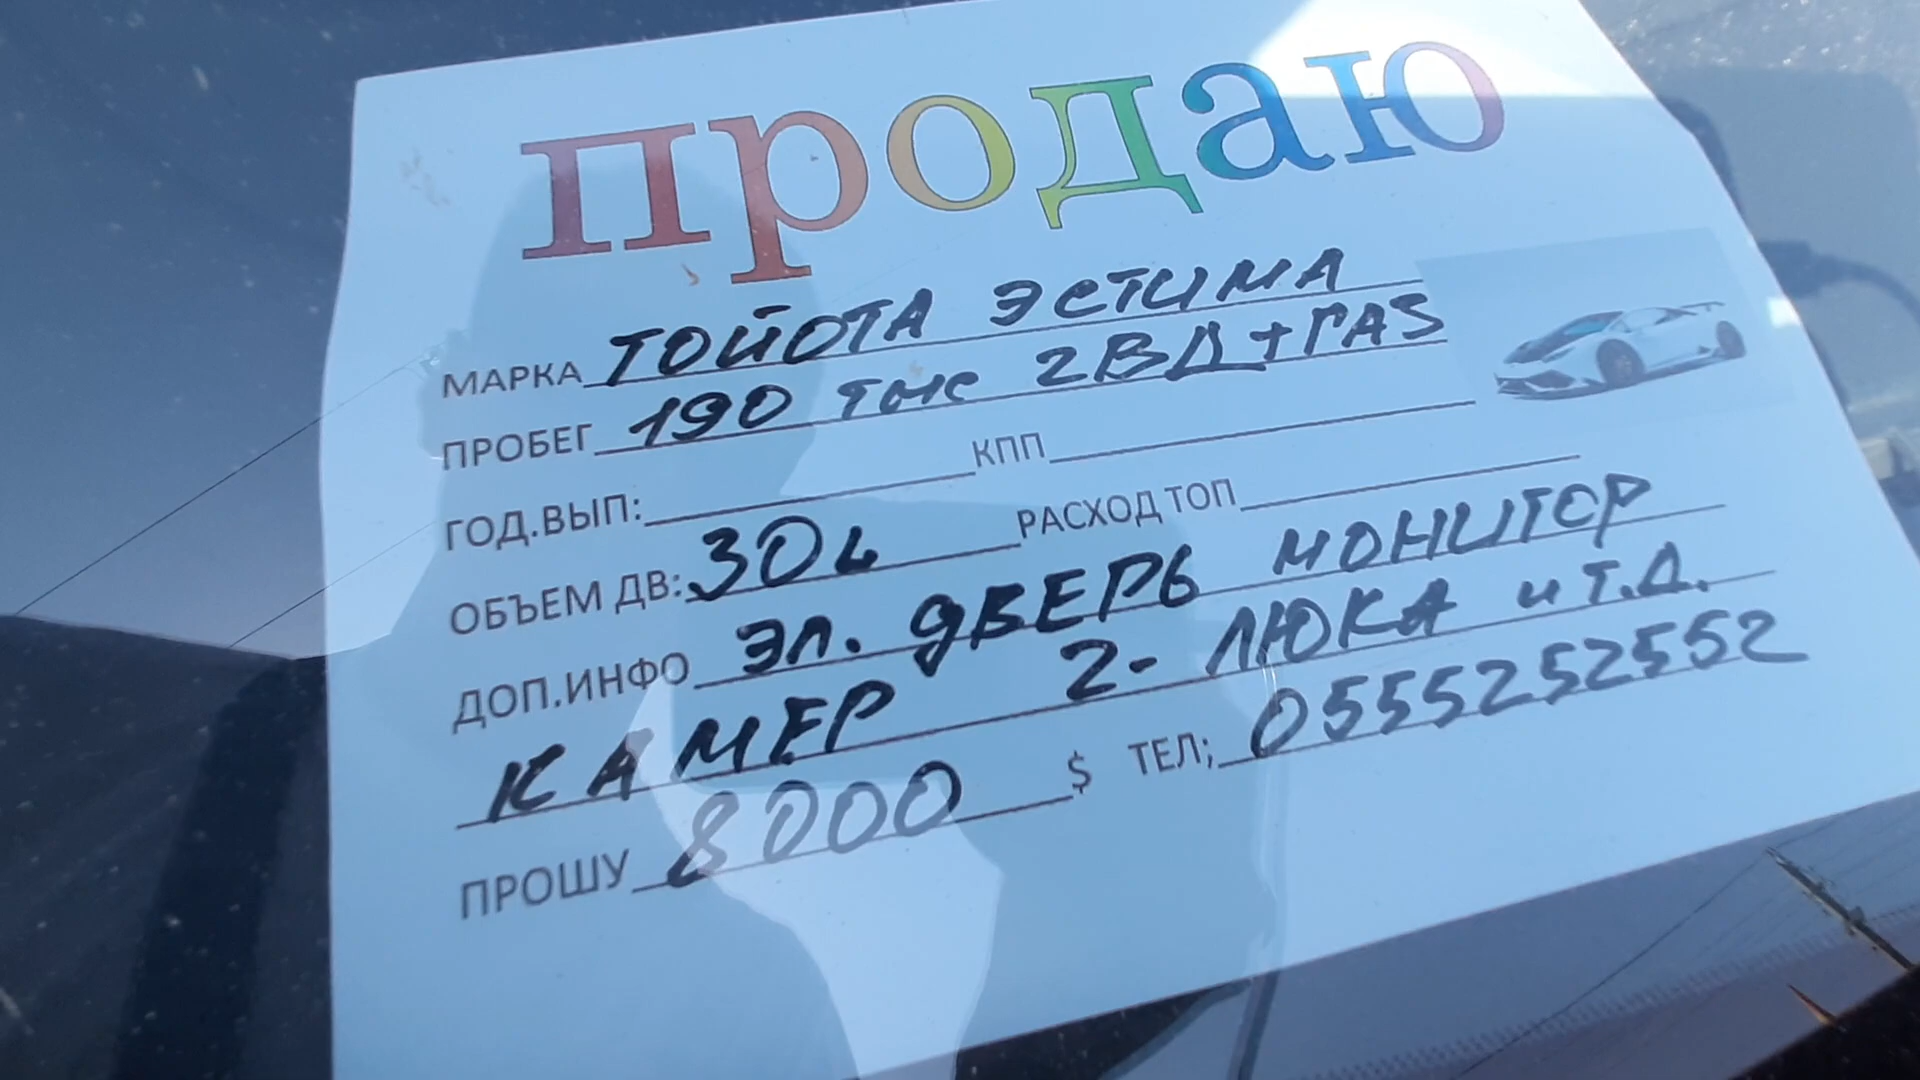 продаю
МАРКА ТОЙОТА ЭСТИМА
ПРОБЕГ 190 тыс 2ВД+ГАЗ
ГОД.ВЫП: КПП
ОБЪЕМ ДВ: 30L РАСХОД ТОП
ДОП.ИНФО ЭЛ. ДВЕРЬ МОНИТОР
КАМЕР 2- ЛЮКА и Т.Д.
ПРОШУ 8000 $ ТЕЛ; 0555252552